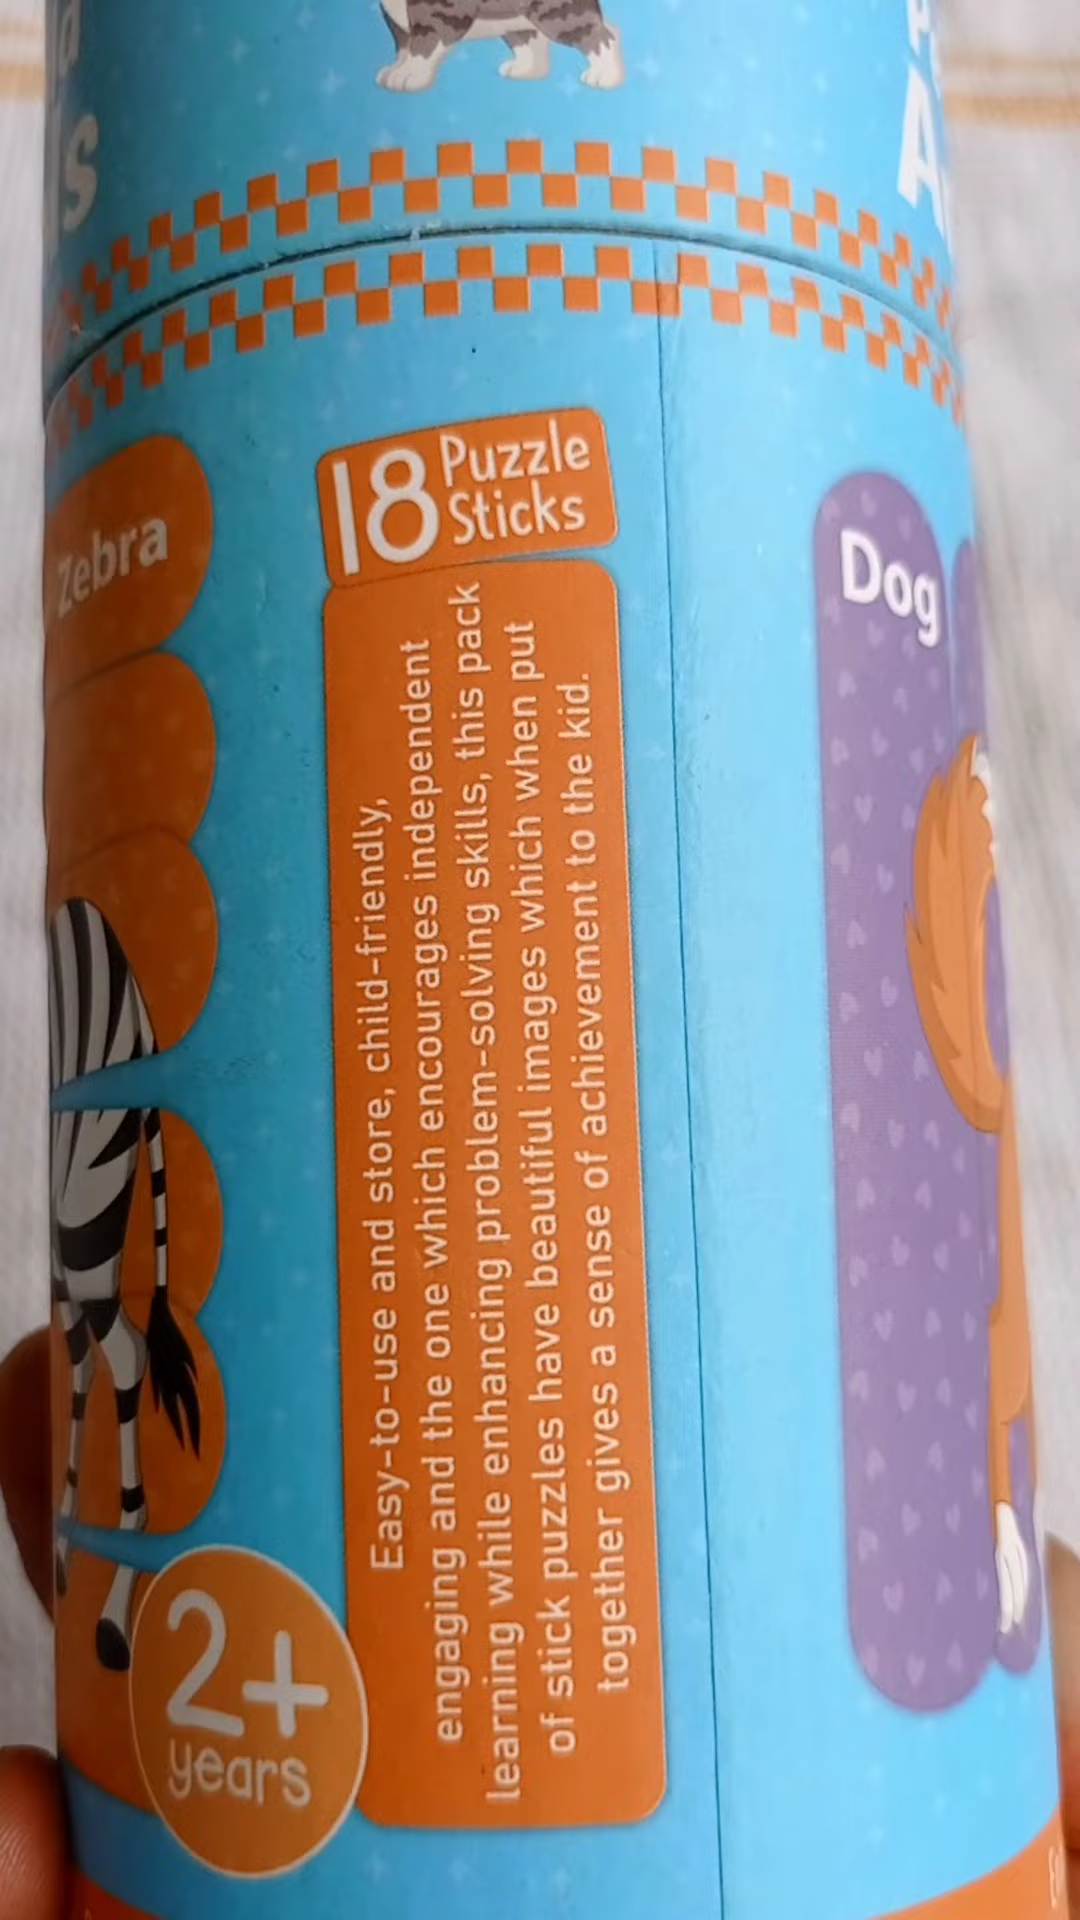 Zebra
18 Puzzle
Sticks
Easy-to-use and store, child-friendly,
engaging and the one which encourages independent
learning while enhancing problem-solving skills, this pack
of stick puzzles have beautiful images which when put
together gives a sense of achievement to the kid.
2+
years
Dog